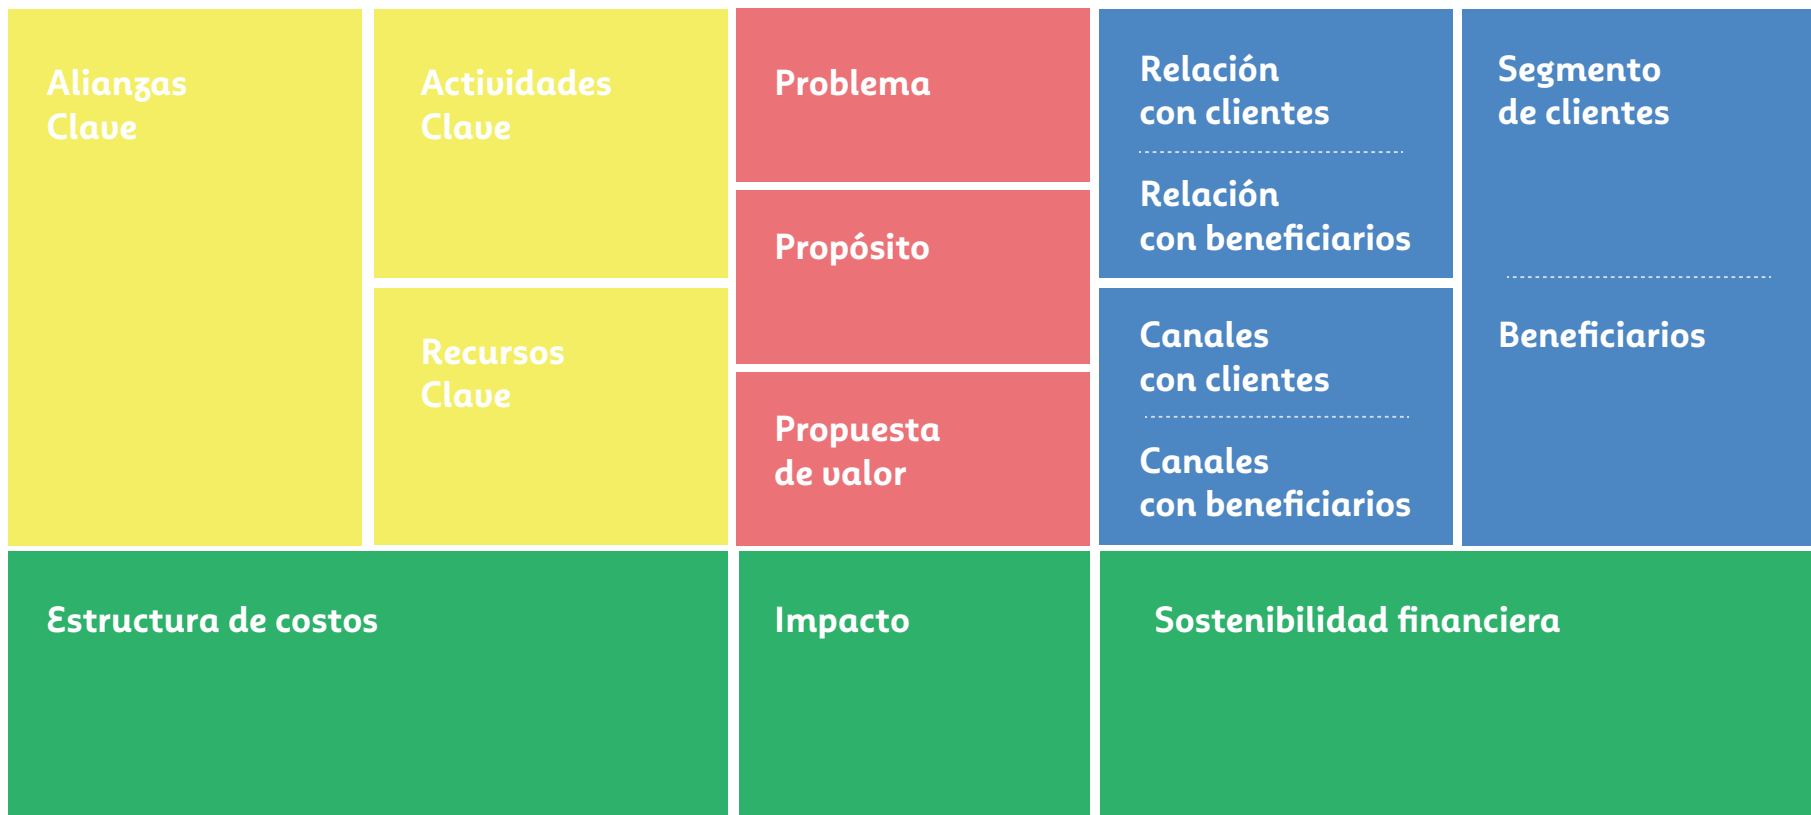 Alianzas
Clave
Actividades
Clave
Recursos
Clave
Problema
Propósito
Propuesta
de valor
Relación
con clientes
Relación
con beneficiarios
Canales
con clientes
Canales
con beneficiarios
Segmento
de clientes
Beneficiarios
Estructura de costos
Impacto
Sostenibilidad financiera